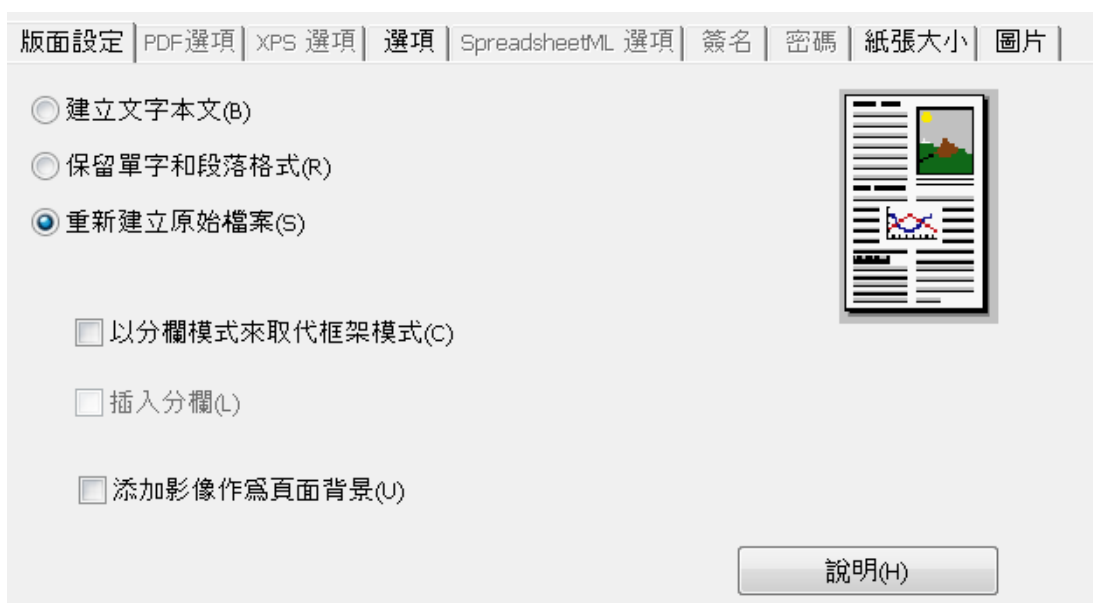 版面設定 PDF選項 XPS 選項 選項 SpreadsheetML 選項 簽名 密碼 紙張大小 圖片
建立文字本文(B)
保留單字和段落格式(R)
重新建立原始檔案(S)
以分欄模式來取代框架模式(C)
插入分欄(L)
添加影像作爲頁面背景(U)
說明(H)